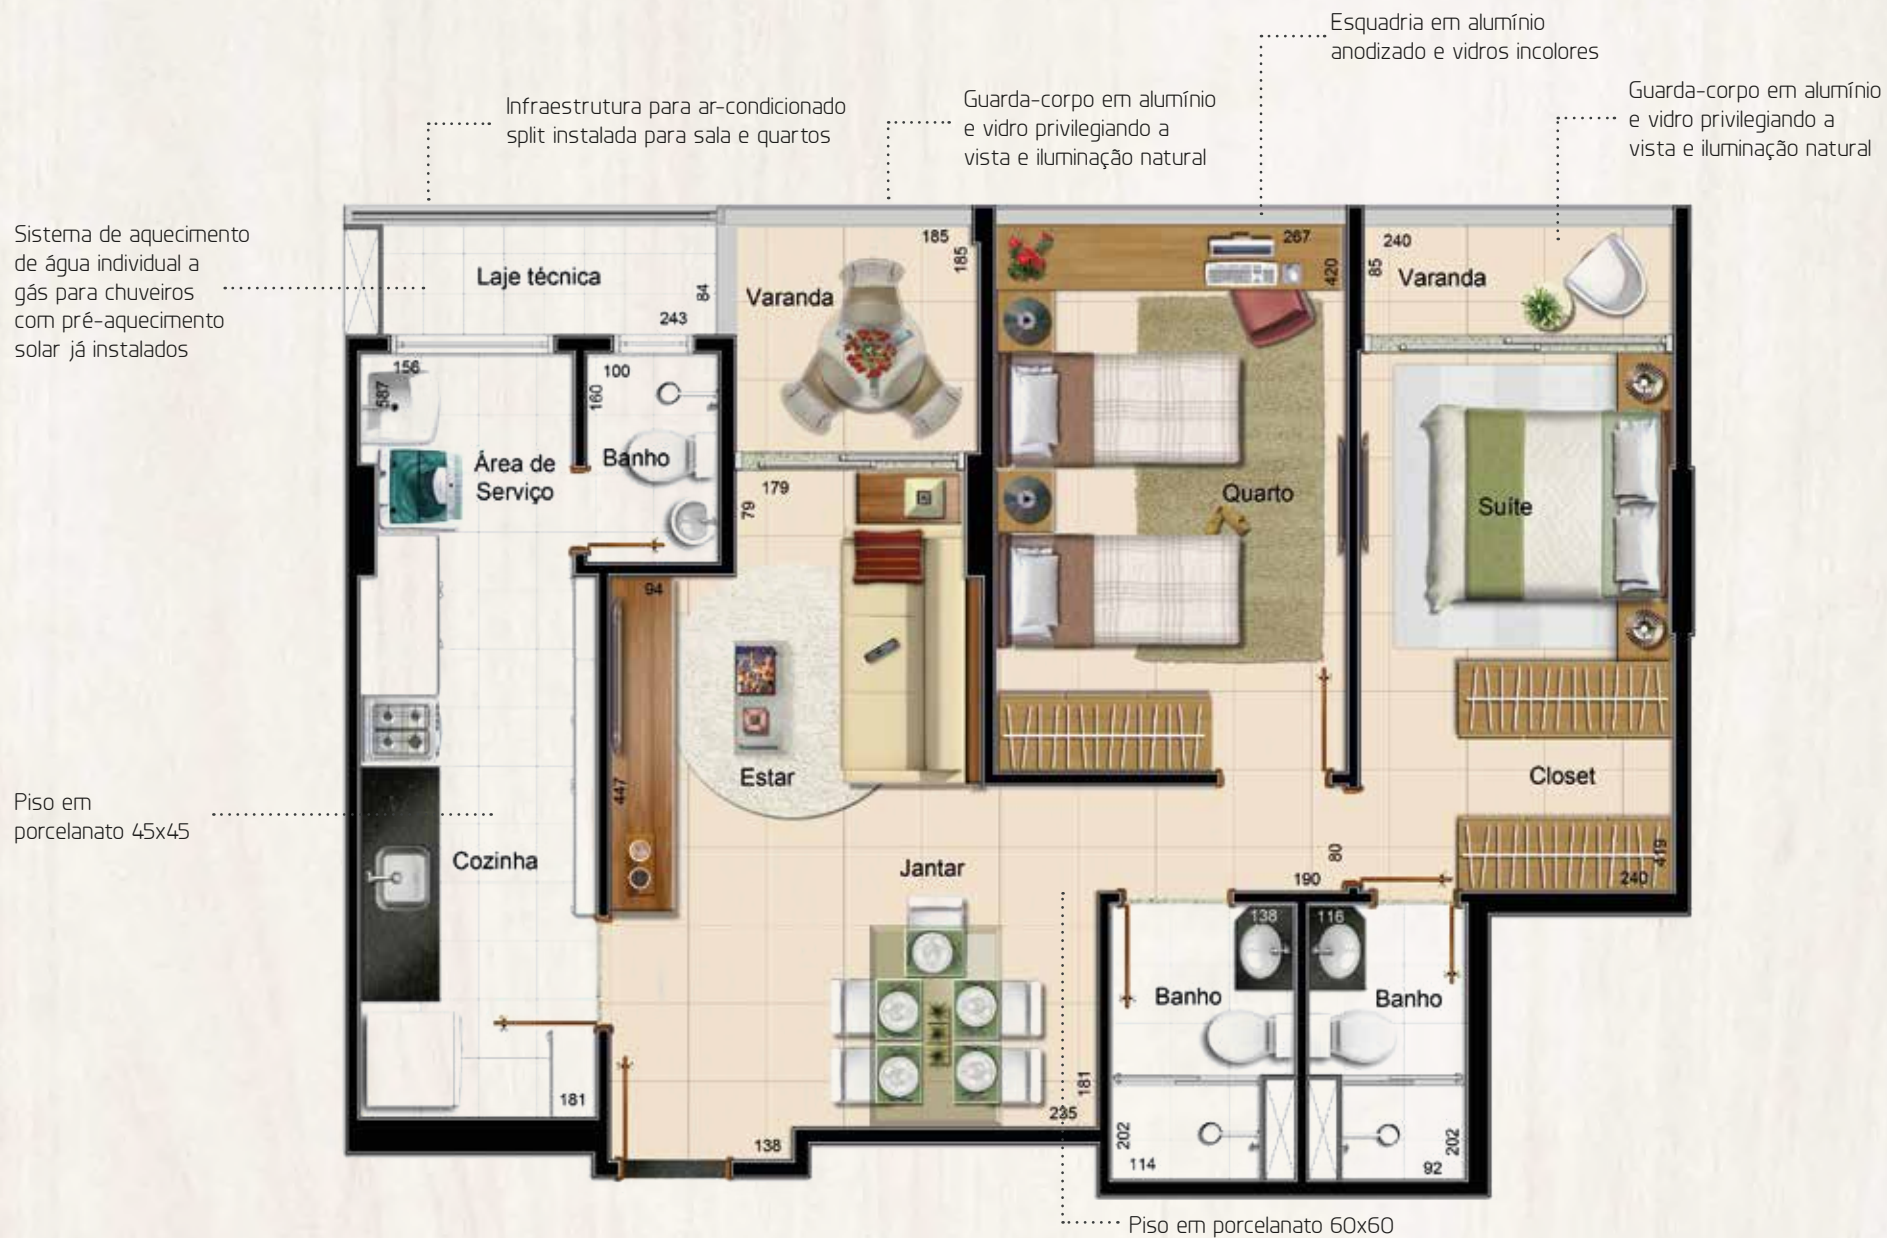 Esquadria em alumínio
anodizado e vidros incolores
Infraestrutura para ar-condicionado
split instalada para sala e quartos
Guarda-corpo em alumínio
e vidro privilegiando a
vista e iluminação natural
Guarda-corpo em alumínio
e vidro privilegiando a
vista e iluminação natural
Sistema de aquecimento
de água individual a
gás para chuveiros
com pré-aquecimento
solar já instalados
Laje técnica
84
243
185
185
Varanda
267
420
240
85
Varanda
156
587
100
160
Área de
Serviço
Banho
179
79
Quarto
Suíte
94
447
Estar
Closet
Piso em
porcelanato 45x45
Cozinha
Jantar
80
190
419
240
138
116
Banho
Banho
181
181
235
138
202
114
202
92
Piso em porcelanato 60x60